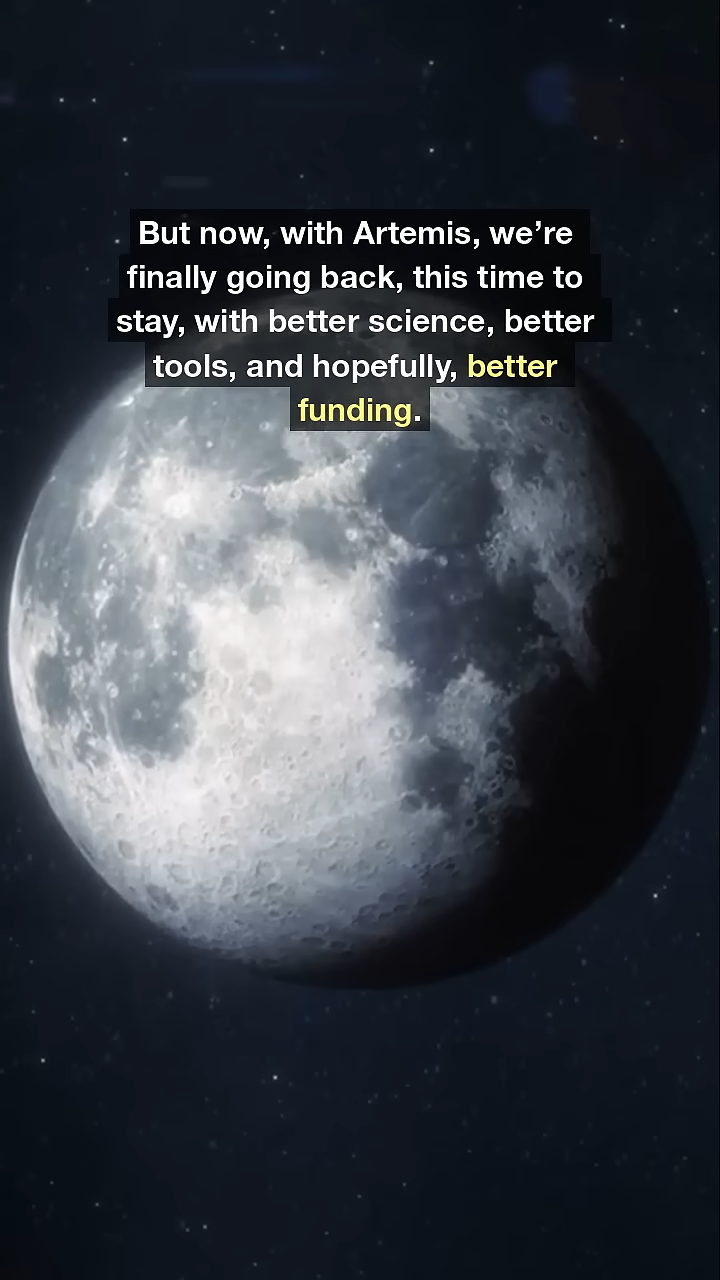 But now, with Artemis, we’re
finally going back, this time to
stay, with better science, better
tools, and hopefully, better
funding.